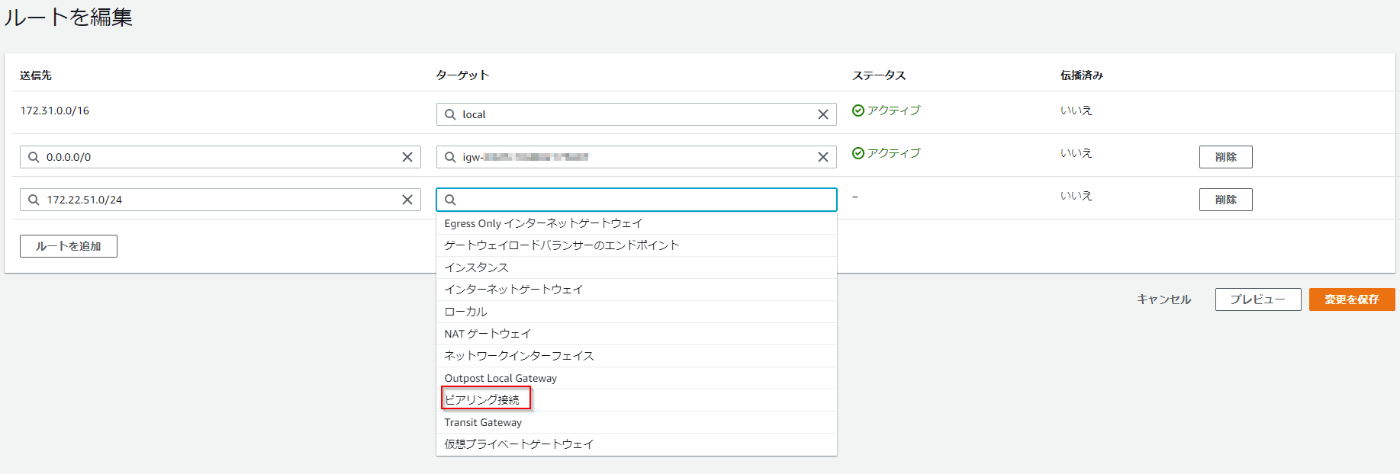 ルートを編集
送信先 ターゲット ステータス 伝播済み
172.31.0.0/16 local アクティブ いいえ
0.0.0.0/0 igw- アクティブ いいえ 削除
172.22.51.0/24 – いいえ 削除
Egress Only インターネットゲートウェイ
ルートを追加 ゲートウェイロードバランサーのエンドポイント
インスタンス
インターネットゲートウェイ
ローカル
キャンセル プレビュー 変更を保存
NAT ゲートウェイ
ネットワークインターフェイス
Outpost Local Gateway
ピアリング接続
Transit Gateway
仮想プライベートゲートウェイ